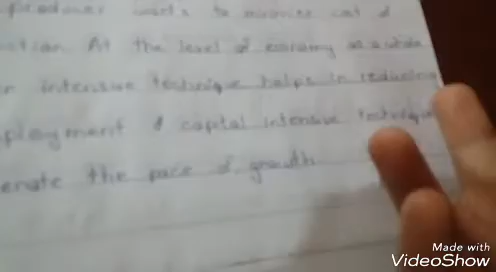 producer wants to minimise cost of
At the level of economy as a whole
intensive technique helps in reducing
ployment & capital intensive technique
erate the pace of growth
Made with
VideoShow